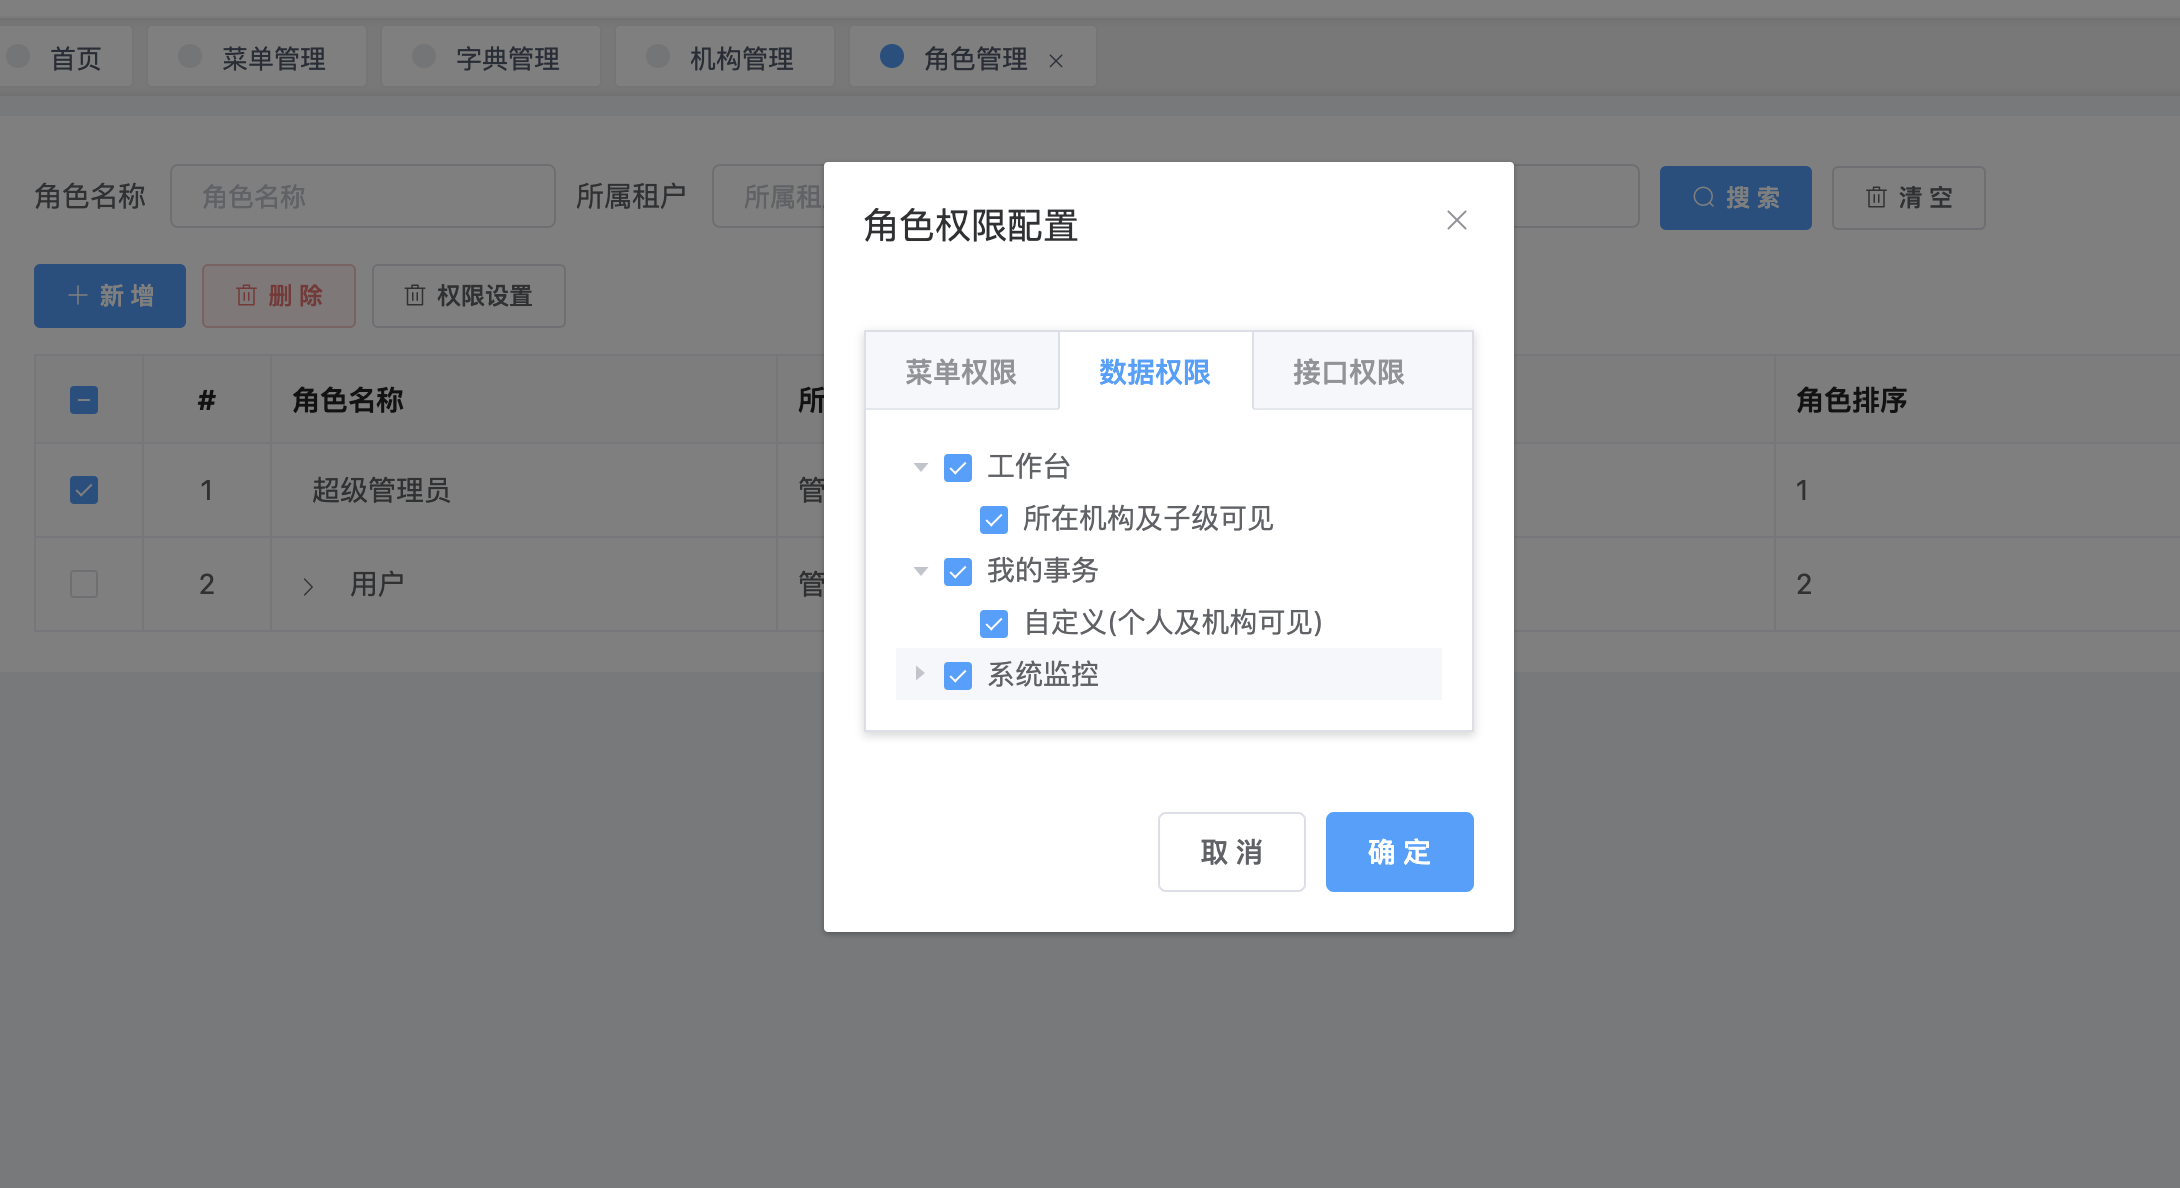 首页
菜单管理
字典管理
机构管理
角色管理
角色名称
角色名称
所属租户
所属租
搜 索
清 空
新 增
删 除
权限设置
#
角色名称
所
角色排序
1
超级管理员
管
1
2
用户
管
2
角色权限配置
菜单权限
数据权限
接口权限
工作台
所在机构及子级可见
我的事务
自定义(个人及机构可见)
系统监控
取 消
确 定